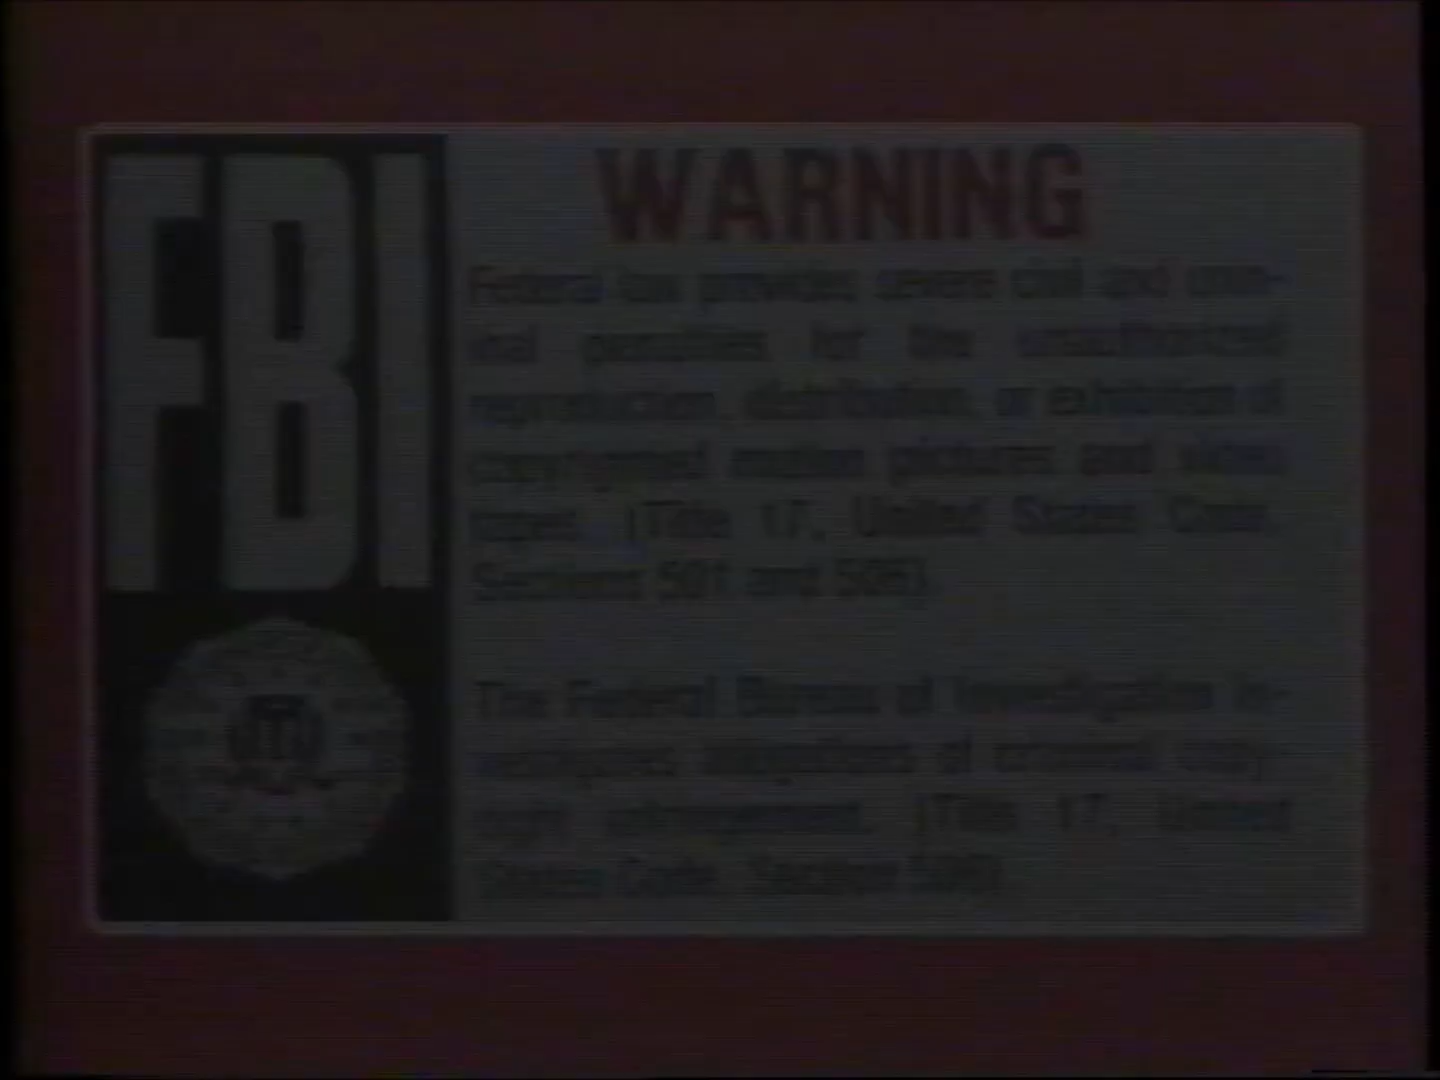 FBI
WARNING
Federal law provides severe civil and crim-
inal penalties for the unauthorized
reproduction, distribution, or exhibition of
copyrighted motion pictures and video
tapes. (Title 17, United States Code,
Sections 501 and 506)
The Federal Bureau of Investigation in-
vestigates allegations of criminal copy-
right infringement. (Title 17, United
States Code, Section 506)